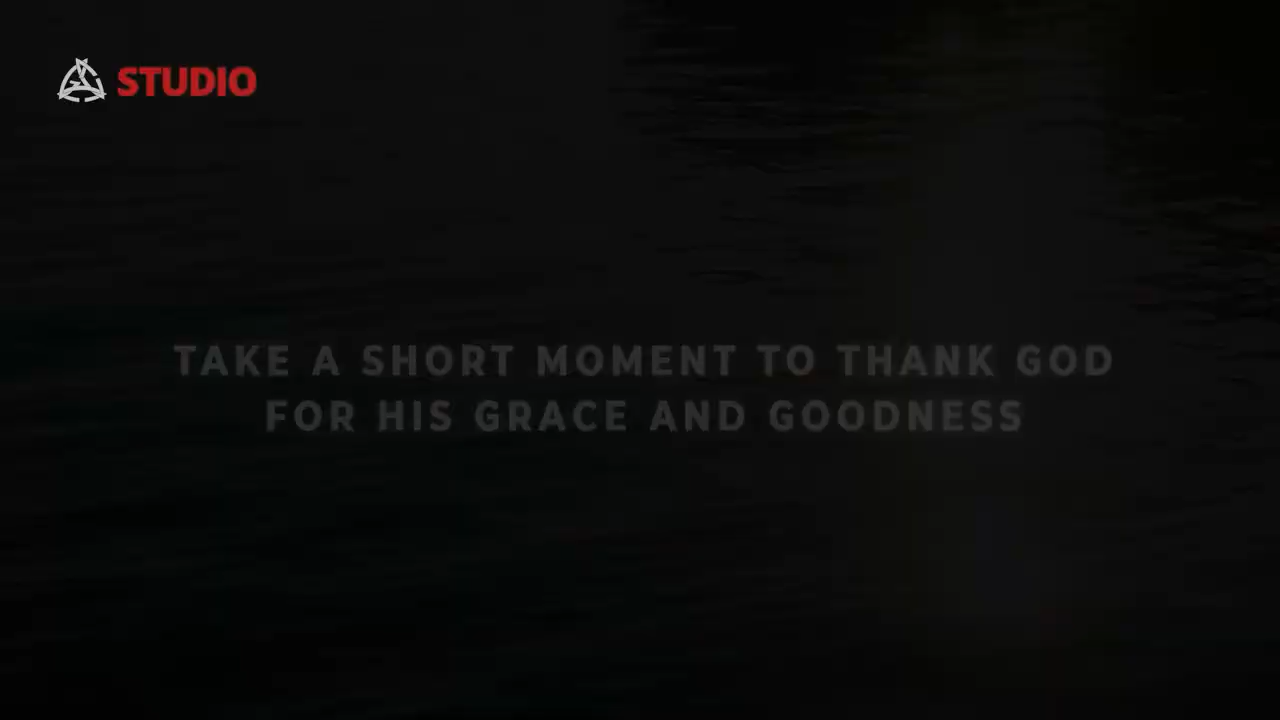 STUDIO
TAKE A SHORT MOMENT TO THANK GOD
FOR HIS GRACE AND GOODNESS